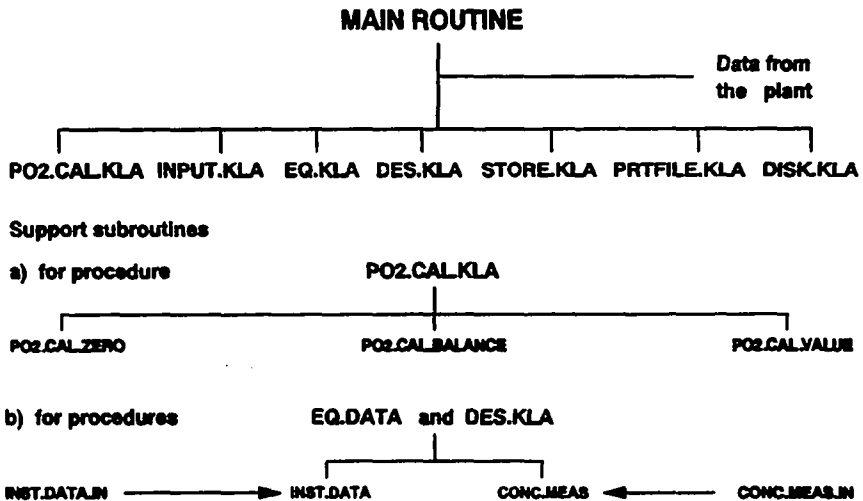 MAIN ROUTINE
Data from
the plant
PO2.CAL.KLA INPUT.KLA EQ.KLA DES.KLA STORE.KLA PRTFILE.KLA DISK.KLA
Support subroutines
a) for procedure PO2.CAL.KLA
PO2.CAL.ZERO PO2.CAL.BALANCE PO2.CAL.VALUE
b) for procedures EQ.DATA and DES.KLA
INST.DATA.IN INST.DATA CONC.MEAS CONC.MEAS.IN